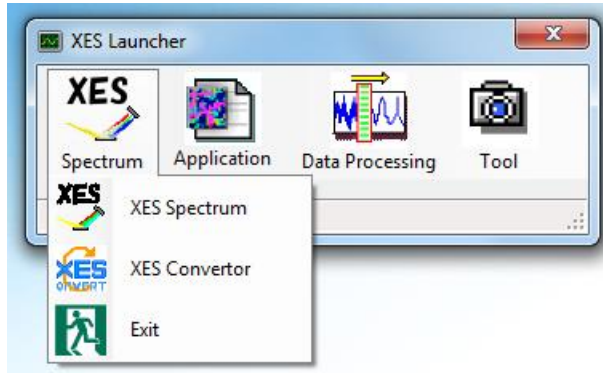 XES Launcher
XES
Spectrum
Application
Data Processing
Tool
XES
XES Spectrum
XES
CONVERT
XES Convertor
Exit